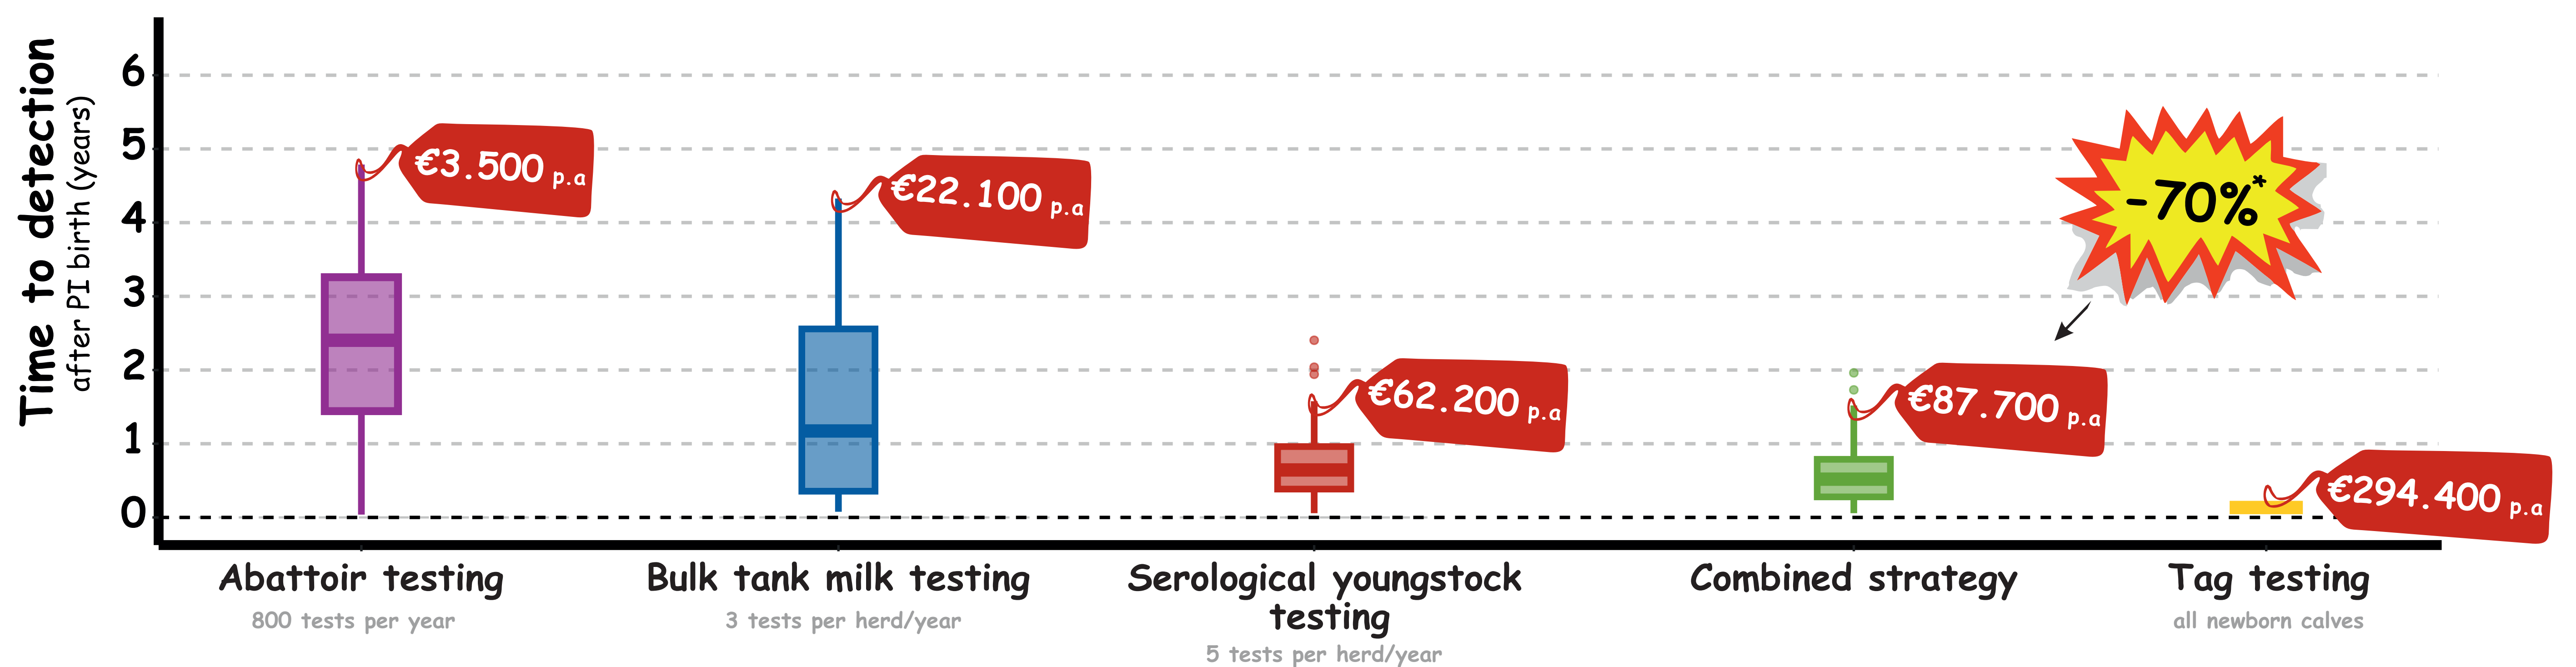 Time to detection
after PI birth (years)
6
5
4
3
2
1
0
€3.500 p.a
€22.100 p.a
€62.200 p.a
€87.700 p.a
€294.400 p.a
-70%*
Abattoir testing
800 tests per year
Bulk tank milk testing
3 tests per herd/year
Serological youngstock
testing
5 tests per herd/year
Combined strategy
Tag testing
all newborn calves